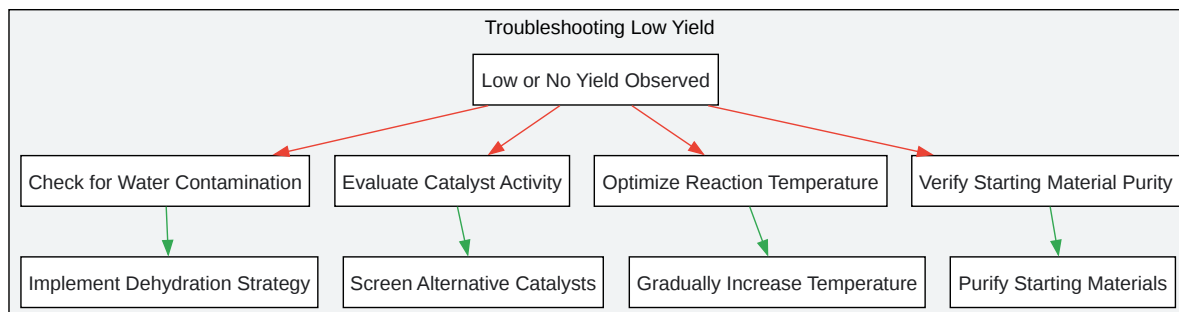 Troubleshooting Low Yield
Low or No Yield Observed
Check for Water Contamination
Evaluate Catalyst Activity
Optimize Reaction Temperature
Verify Starting Material Purity
Implement Dehydration Strategy
Screen Alternative Catalysts
Gradually Increase Temperature
Purify Starting Materials